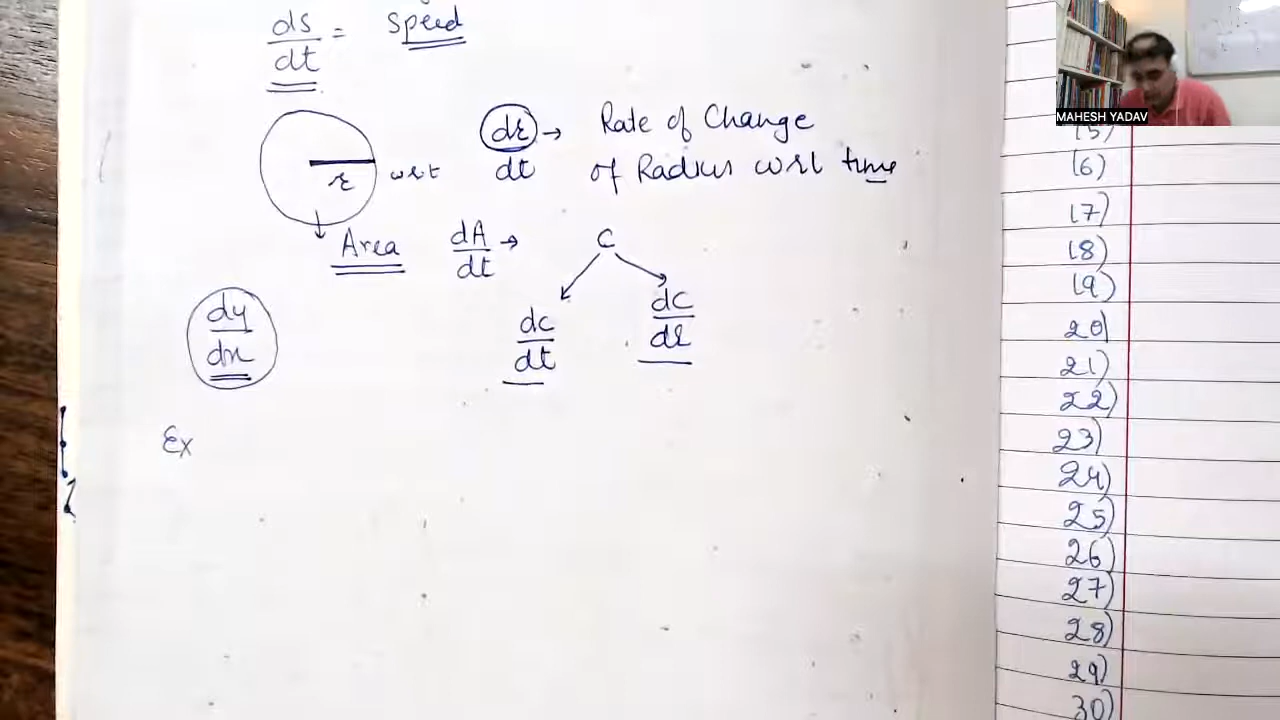 ds/dt = Speed
dr/dt → Rate of Change
of Radius wrt time
r wrt
Area dA/dt → C
dc/dt dC/dr
dy/dx
Ex
MAHESH YADAV
15)
16)
17)
18)
19)
20)
21)
22)
23)
24)
25)
26)
27)
28)
29)
30)